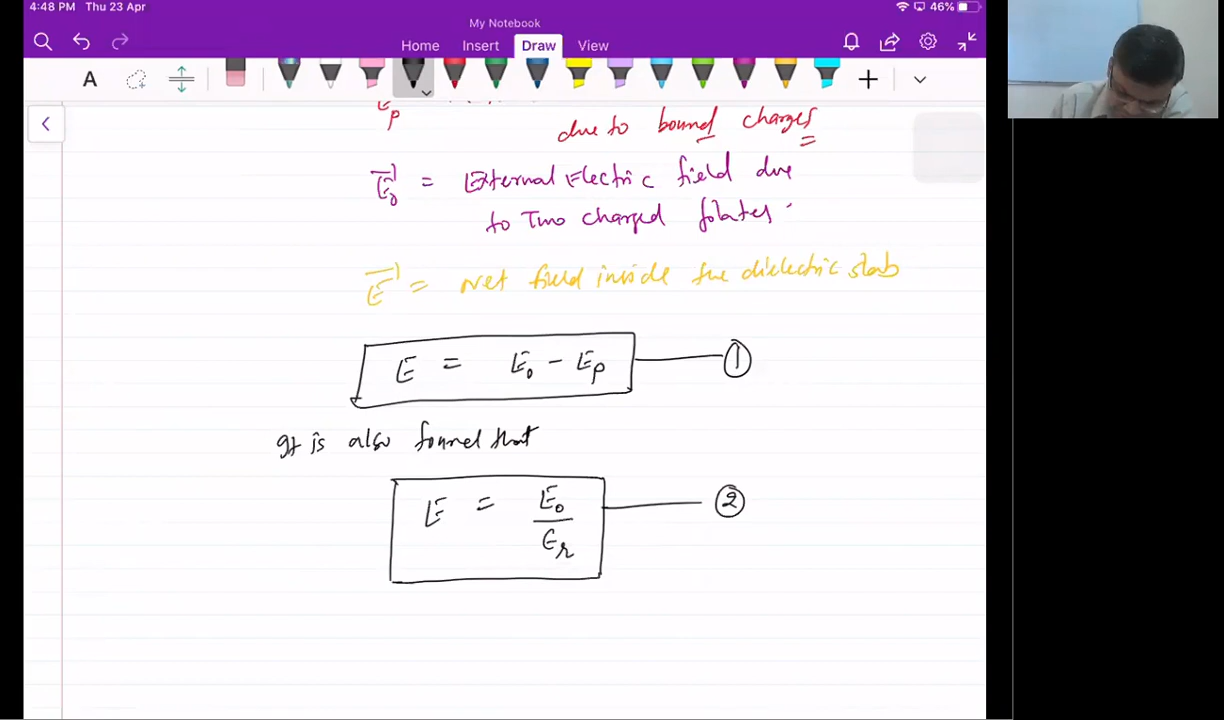 4:48 PM Thu 23 Apr
46%
My Notebook
Home Insert Draw View
A
E p
due to bound charges
E₀ = External Electric field due
to Two charged plates
E = Net field inside the dielectric slab
E = E₀ - Ep ①
It is also found that
E = E₀/∈r ②